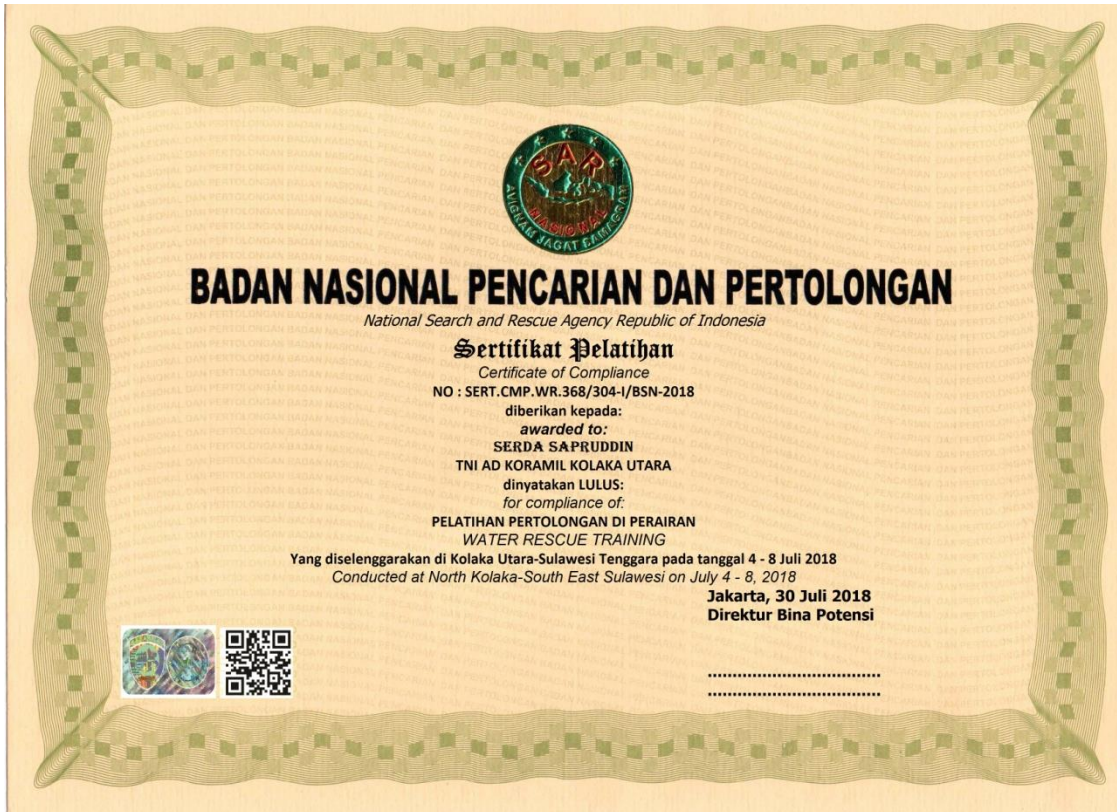 SAR
NASIONAL
AVIGNAM JAGAT SAMAGRAM
BADAN NASIONAL PENCARIAN DAN PERTOLONGAN
National Search and Rescue Agency Republic of Indonesia
Sertifikat Pelatihan
Certificate of Compliance
NO : SERT.CMP.WR.368/304-I/BSN-2018
diberikan kepada:
awarded to:
SERDA SAPRUDDIN
TNI AD KORAMIL KOLAKA UTARA
dinyatakan LULUS:
for compliance of:
PELATIHAN PERTOLONGAN DI PERAIRAN
WATER RESCUE TRAINING
Yang diselenggarakan di Kolaka Utara-Sulawesi Tenggara pada tanggal 4 - 8 Juli 2018
Conducted at North Kolaka-South East Sulawesi on July 4 - 8, 2018
Jakarta, 30 Juli 2018
Direktur Bina Potensi
...................................
...................................